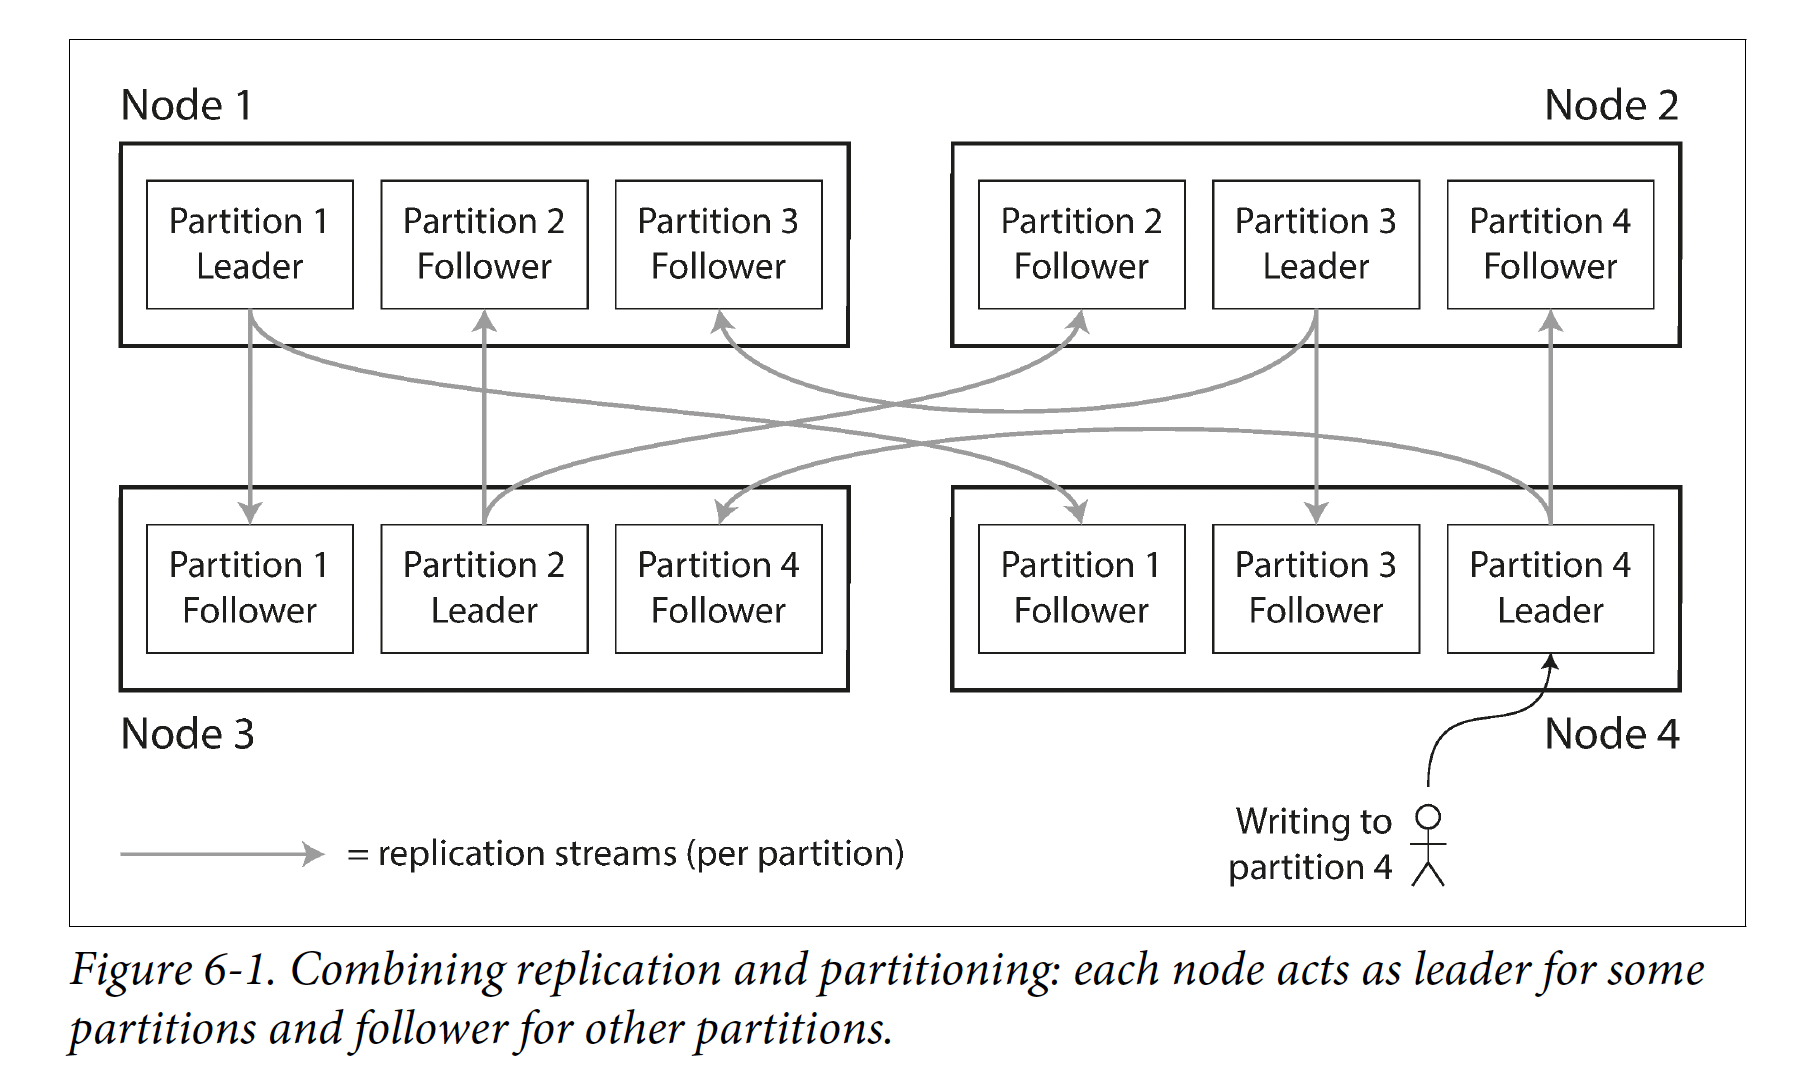 Node 1
Node 2
Partition 1
Leader
Partition 2
Follower
Partition 3
Follower
Partition 2
Follower
Partition 3
Leader
Partition 4
Follower
Partition 1
Follower
Partition 2
Leader
Partition 4
Follower
Partition 1
Follower
Partition 3
Follower
Partition 4
Leader
Node 3
Node 4
= replication streams (per partition)
Writing to
partition 4
Figure 6-1. Combining replication and partitioning: each node acts as leader for some
partitions and follower for other partitions.